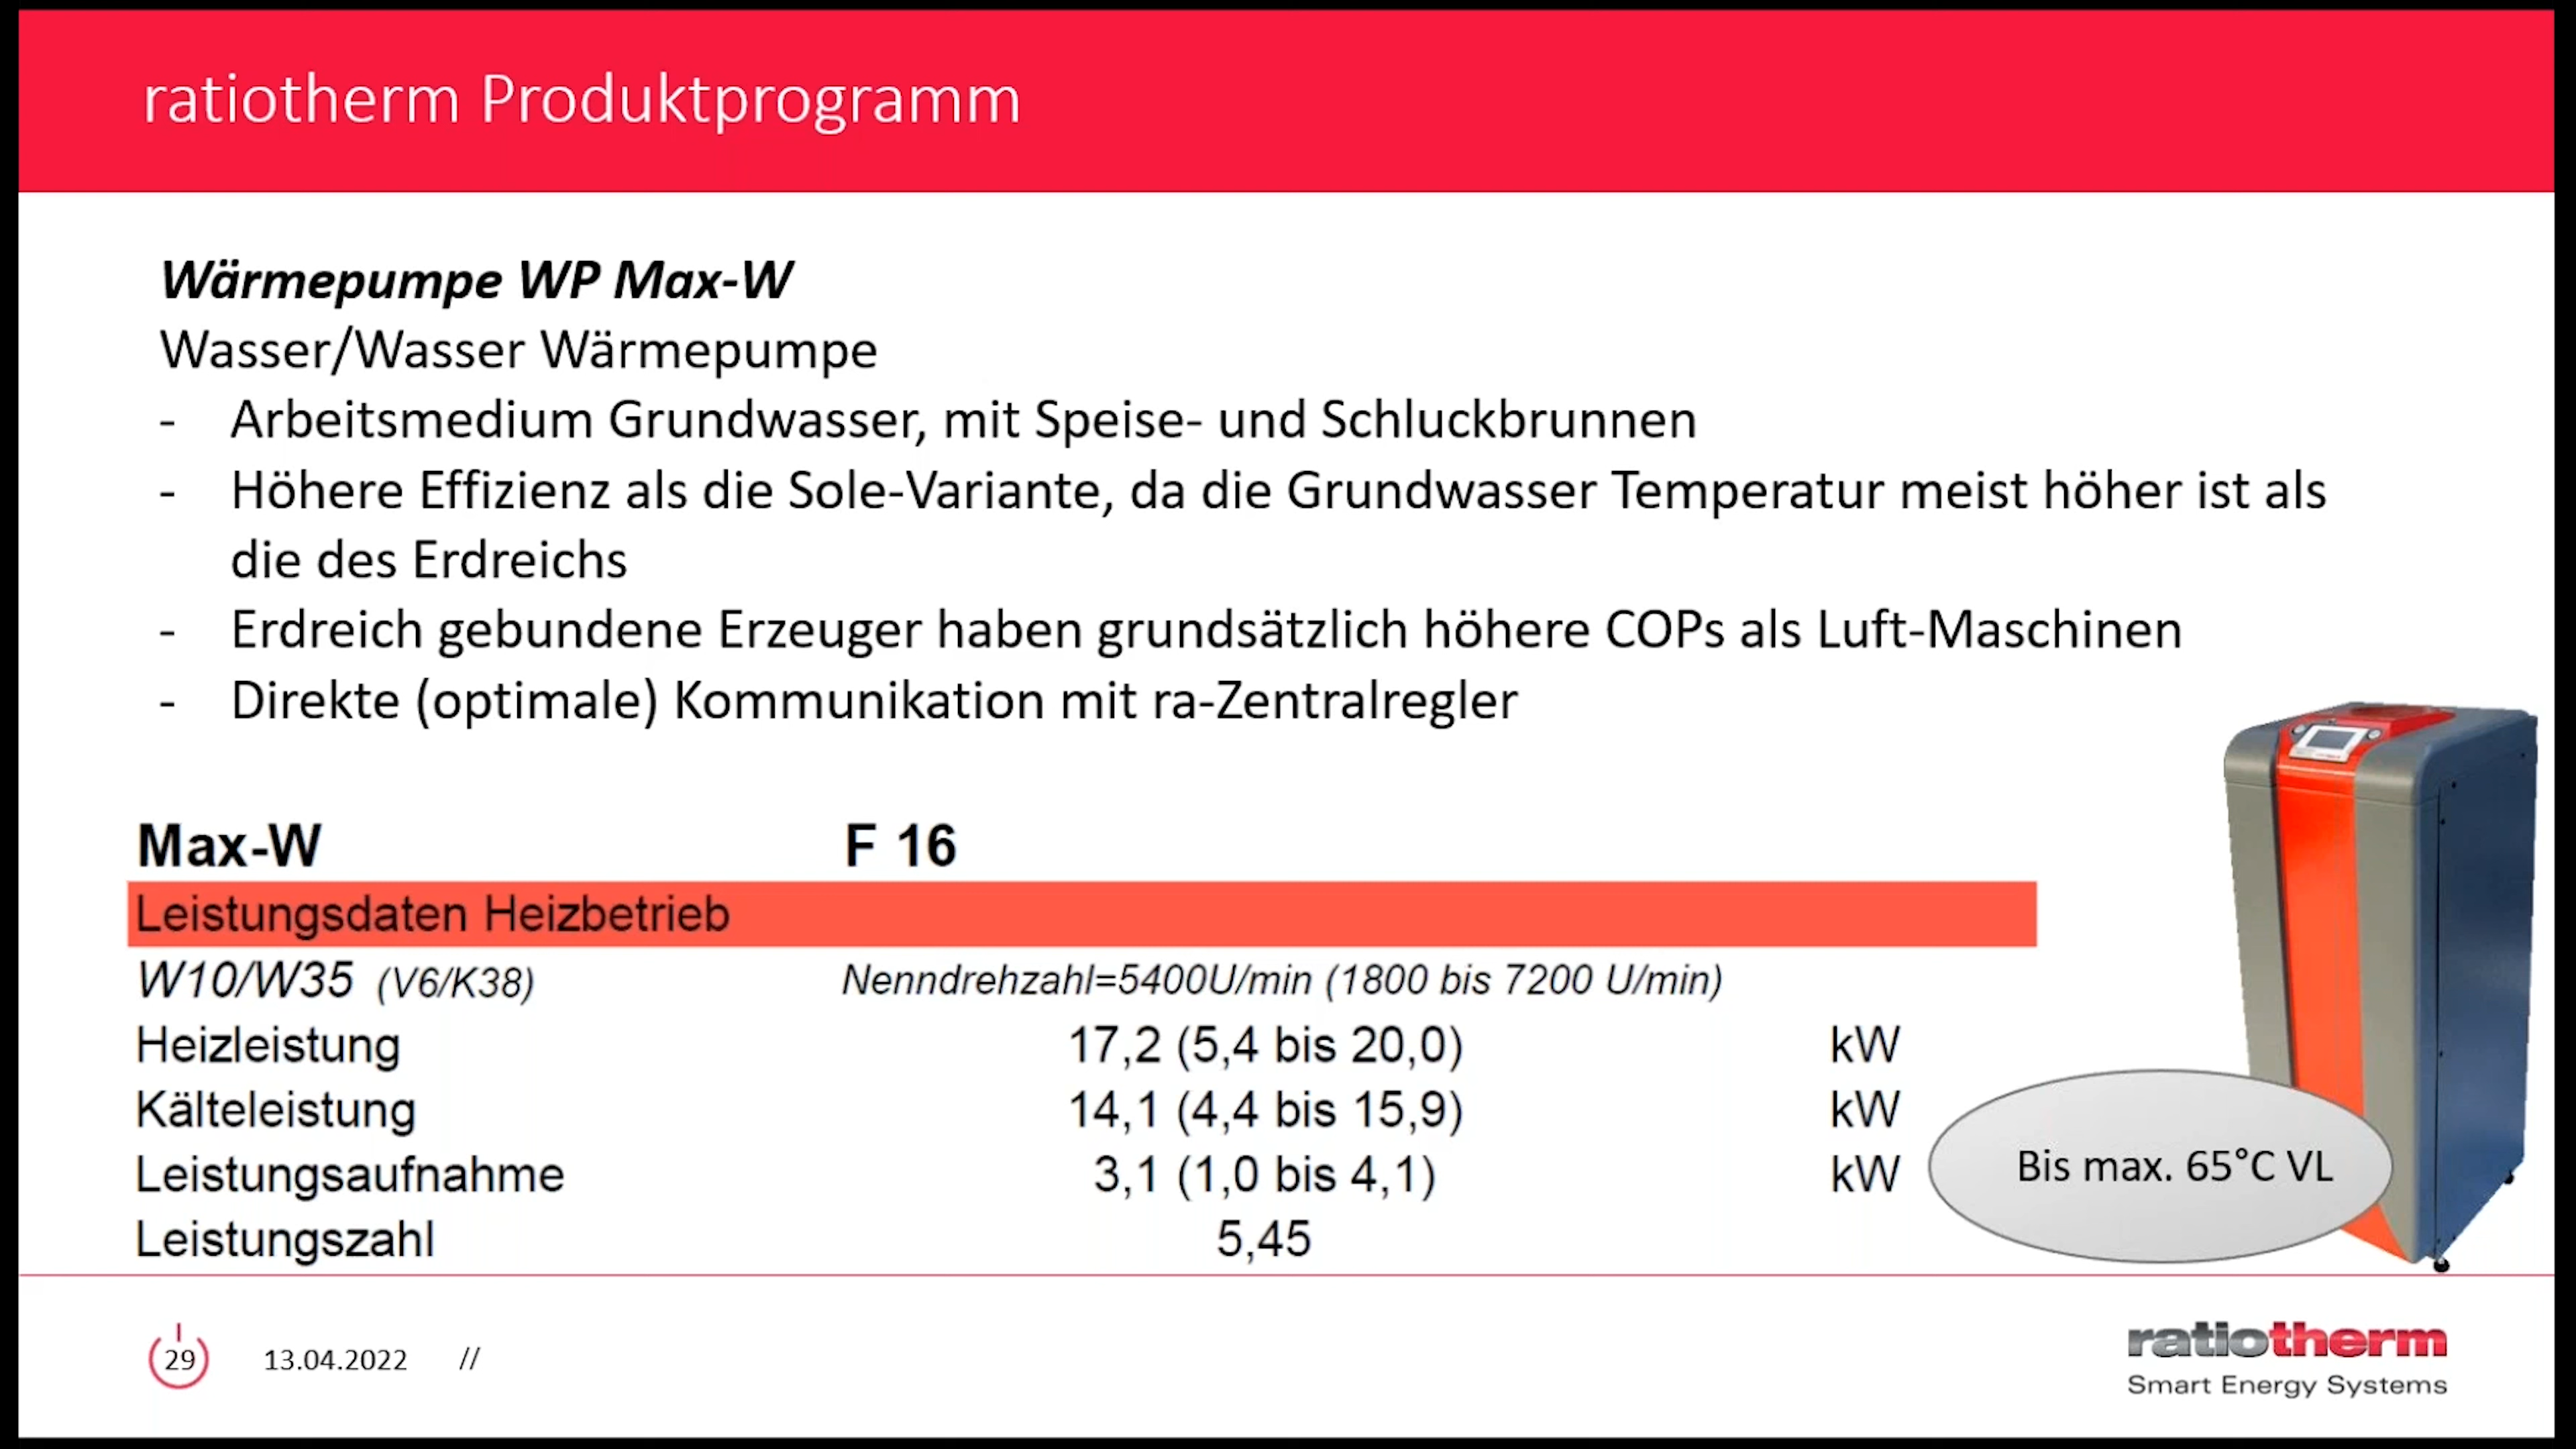 ratiotherm Produktprogramm
Wärmepumpe WP Max-W
Wasser/Wasser Wärmepumpe
- Arbeitsmedium Grundwasser, mit Speise- und Schluckbrunnen
- Höhere Effizienz als die Sole-Variante, da die Grundwasser Temperatur meist höher ist als
die des Erdreichs
- Erdreich gebundene Erzeuger haben grundsätzlich höhere COPs als Luft-Maschinen
- Direkte (optimale) Kommunikation mit ra-Zentralregler
Max-W F 16
Leistungsdaten Heizbetrieb
W10/W35 (V6/K38) Nenndrehzahl=5400U/min (1800 bis 7200 U/min)
Heizleistung 17,2 (5,4 bis 20,0) kW
Kälteleistung 14,1 (4,4 bis 15,9) kW
Leistungsaufnahme 3,1 (1,0 bis 4,1) kW
Leistungszahl 5,45
Bis max. 65°C VL
29 13.04.2022 //
ratiotherm
Smart Energy Systems